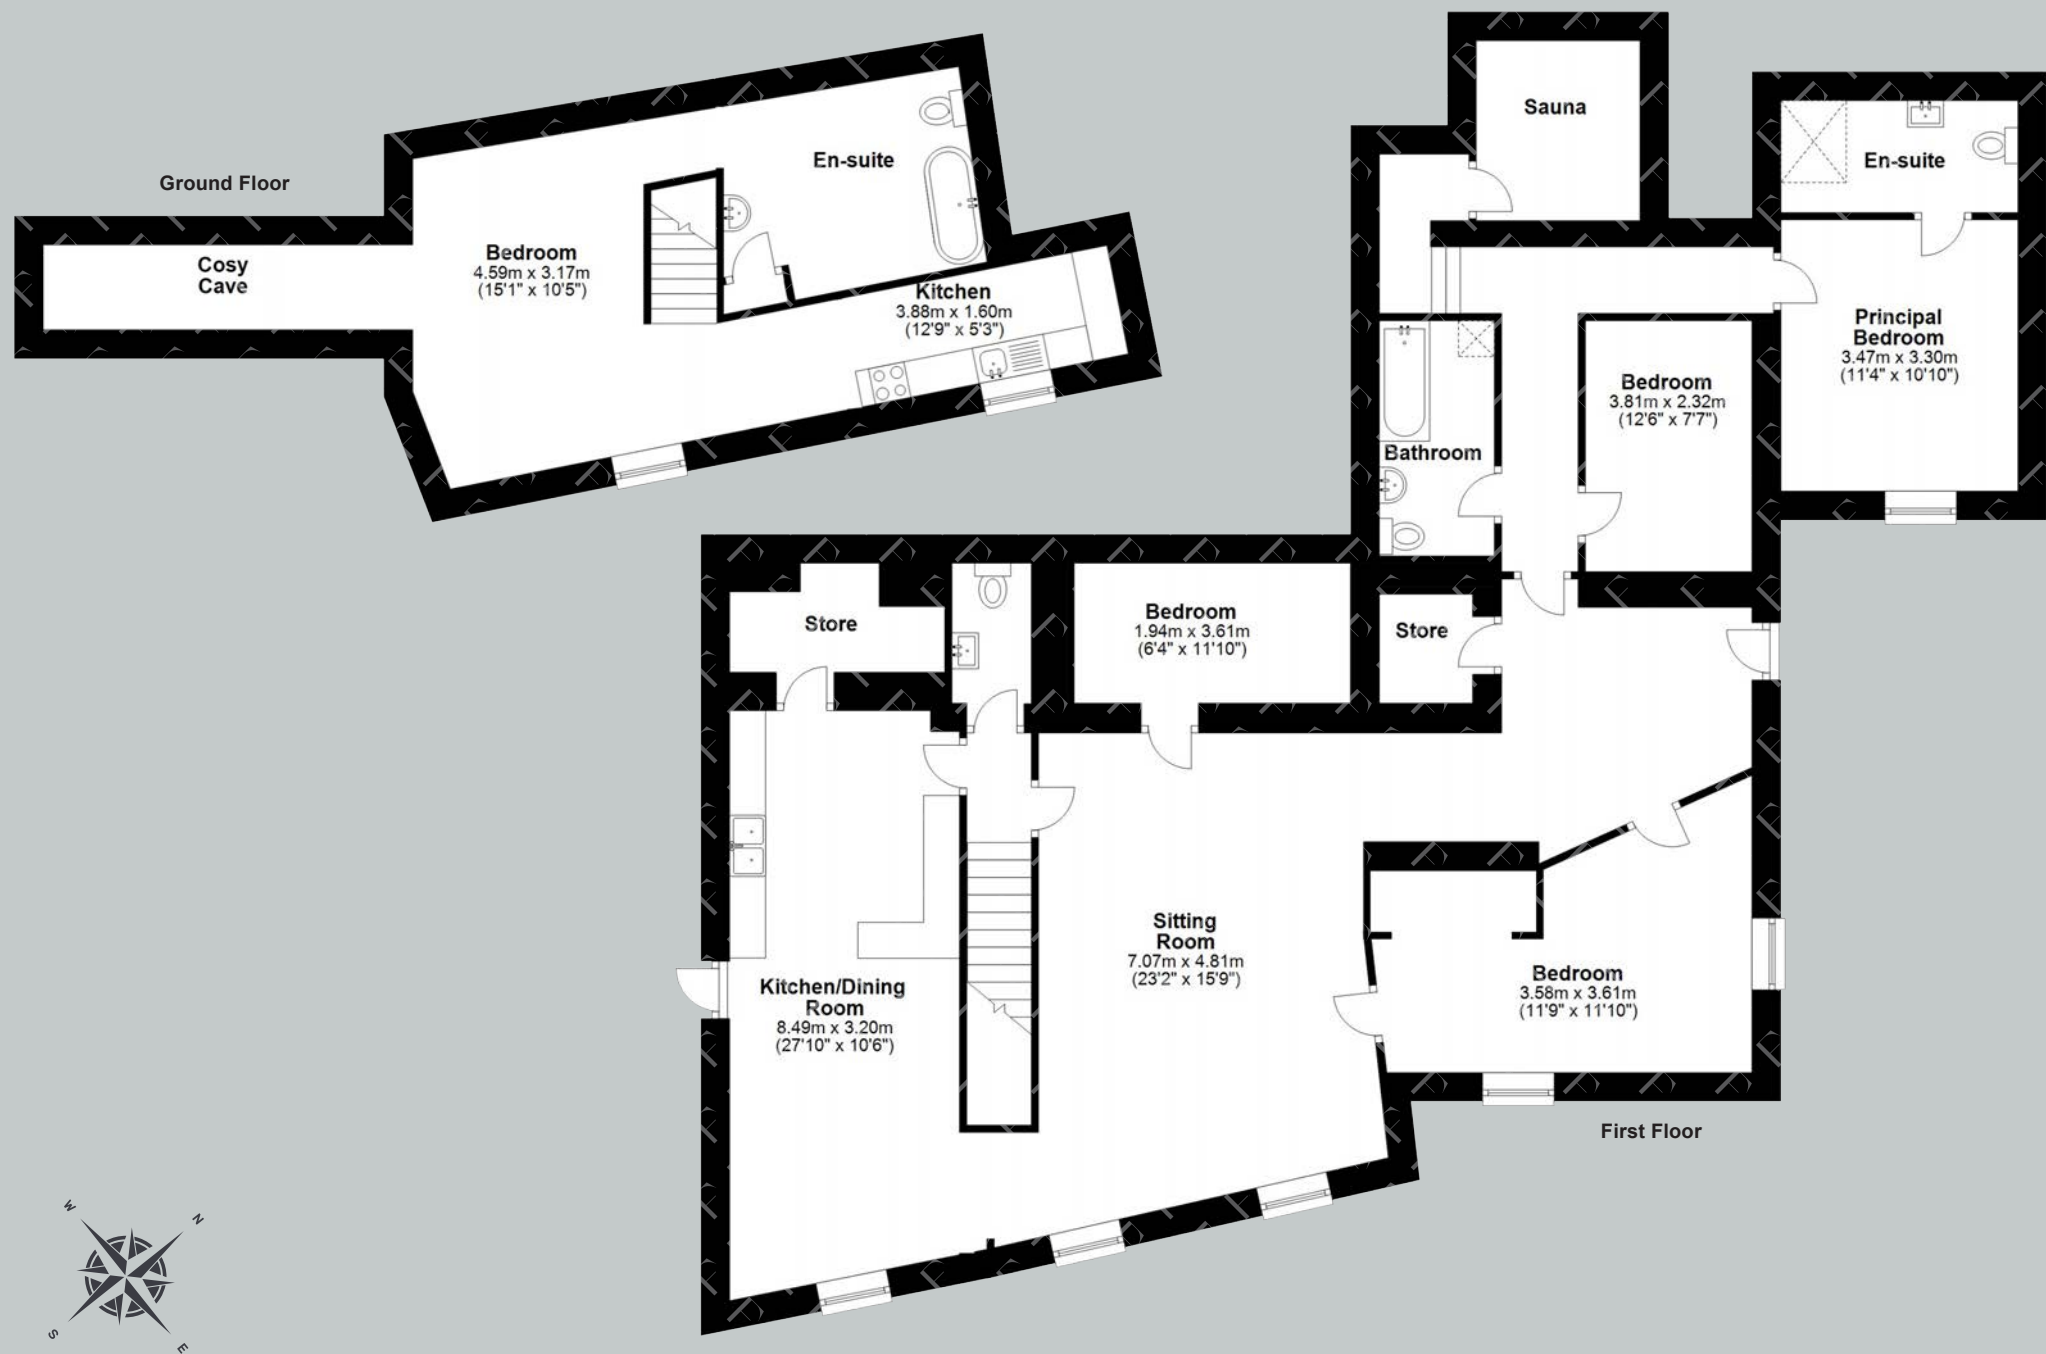 Ground Floor
Cosy
Cave
Bedroom
4.59m x 3.17m
(15'1" x 10'5")
En-suite
Kitchen
3.88m x 1.60m
(12'9" x 5'3")
Sauna
En-suite
Principal
Bedroom
3.47m x 3.30m
(11'4" x 10'10")
Bedroom
3.81m x 2.32m
(12'6" x 7'7")
Bathroom
Store
Bedroom
1.94m x 3.61m
(6'4" x 11'10")
Store
Sitting
Room
7.07m x 4.81m
(23'2" x 15'9")
Kitchen/Dining
Room
8.49m x 3.20m
(27'10" x 10'6")
Bedroom
3.58m x 3.61m
(11'9" x 11'10")
First Floor
W
N
S
E